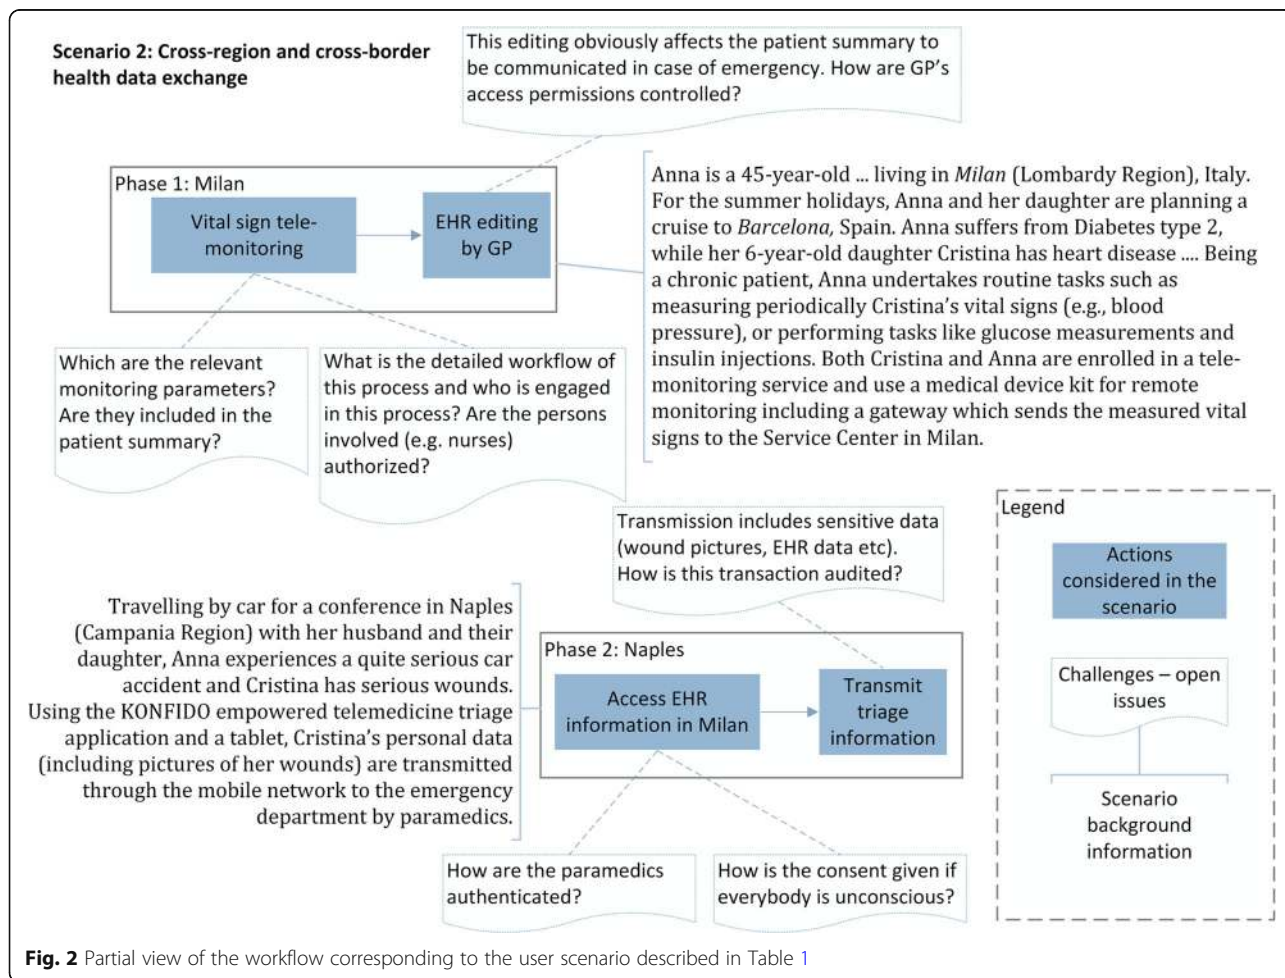 Scenario 2: Cross-region and cross-border
health data exchange
This editing obviously affects the patient summary to
be communicated in case of emergency. How are GP's
access permissions controlled?
Phase 1: Milan
Vital sign tele-
monitoring
EHR editing
by GP
Anna is a 45-year-old ... living in Milan (Lombardy Region), Italy.
For the summer holidays, Anna and her daughter are planning a
cruise to Barcelona, Spain. Anna suffers from Diabetes type 2,
while her 6-year-old daughter Cristina has heart disease .... Being
a chronic patient, Anna undertakes routine tasks such as
measuring periodically Cristina's vital signs (e.g., blood
pressure), or performing tasks like glucose measurements and
insulin injections. Both Cristina and Anna are enrolled in a tele-
monitoring service and use a medical device kit for remote
monitoring including a gateway which sends the measured vital
signs to the Service Center in Milan.
Which are the relevant
monitoring parameters?
Are they included in the
patient summary?
What is the detailed workflow of
this process and who is engaged
in this process? Are the persons
involved (e.g. nurses)
authorized?
Transmission includes sensitive data
(wound pictures, EHR data etc).
How is this transaction audited?
Travelling by car for a conference in Naples
(Campania Region) with her husband and their
daughter, Anna experiences a quite serious car
accident and Cristina has serious wounds.
Using the KONFIDO empowered telemedicine triage
application and a tablet, Cristina's personal data
(including pictures of her wounds) are transmitted
through the mobile network to the emergency
department by paramedics.
Phase 2: Naples
Access EHR
information in Milan
Transmit
triage
information
How are the paramedics
authenticated?
How is the consent given if
everybody is unconscious?
Legend
Actions
considered in the
scenario
Challenges – open
issues
Scenario
background
information
Fig. 2 Partial view of the workflow corresponding to the user scenario described in Table 1